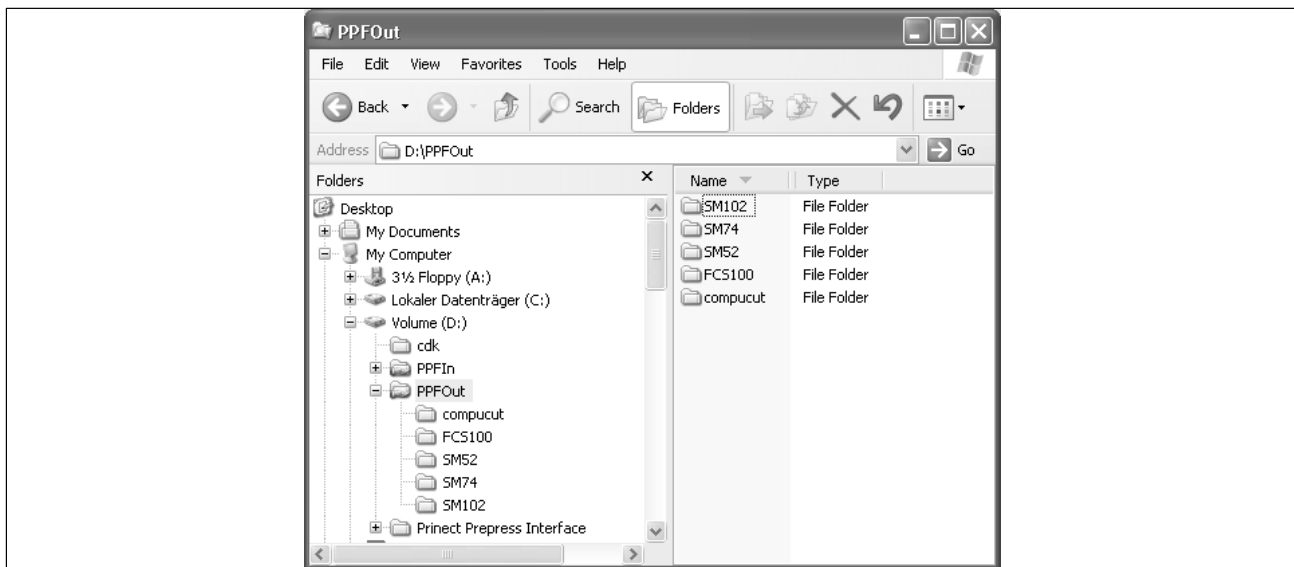 PPFOut
File Edit View Favorites Tools Help
Back Search Folders
Address D:\PPFOut Go
Folders
Desktop
My Documents
My Computer
3½ Floppy (A:)
Lokaler Datenträger (C:)
Volume (D:)
cdk
PPFIn
PPFOut
compucut
FCS100
SM52
SM74
SM102
Prinect Prepress Interface
Name Type
SM102 File Folder
SM74 File Folder
SM52 File Folder
FCS100 File Folder
compucut File Folder